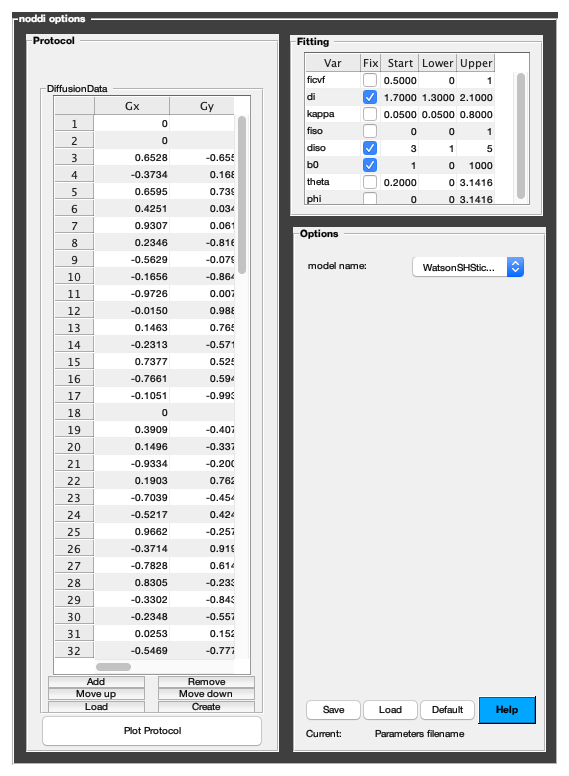 noddi options
Protocol
DiffusionData
Gx Gy
1 0
2 0
3 0.6528 -0.655
4 -0.3734 0.168
5 0.6595 0.739
6 0.4251 0.034
7 0.9307 0.061
8 0.2346 -0.816
9 -0.5629 -0.079
10 -0.1656 -0.864
11 -0.9726 0.007
12 -0.0150 0.988
13 0.1463 0.765
14 -0.2313 -0.571
15 0.7377 0.525
16 -0.7661 0.594
17 -0.1051 -0.993
18 0
19 0.3909 -0.407
20 0.1496 -0.337
21 -0.9334 -0.200
22 0.1903 0.762
23 -0.7039 -0.454
24 -0.5217 0.424
25 0.9662 -0.257
26 -0.3714 0.919
27 -0.7828 0.614
28 0.8305 -0.233
29 -0.3302 -0.843
30 -0.2348 -0.557
31 0.0253 0.152
32 -0.5469 -0.777
Add Remove
Move up Move down
Load Create
Plot Protocol
Fitting
Var Fix Start Lower Upper
ficvf 0.5000 0 1
di 1.7000 1.3000 2.1000
kappa 0.0500 0.0500 0.8000
fiso 0 0 1
diso 3 1 5
b0 1 0 1000
theta 0.2000 0 3.1416
phi 0 0 3.1416
Options
model name: WatsonSHStic...
Save Load Default Help
Current: Parameters filename